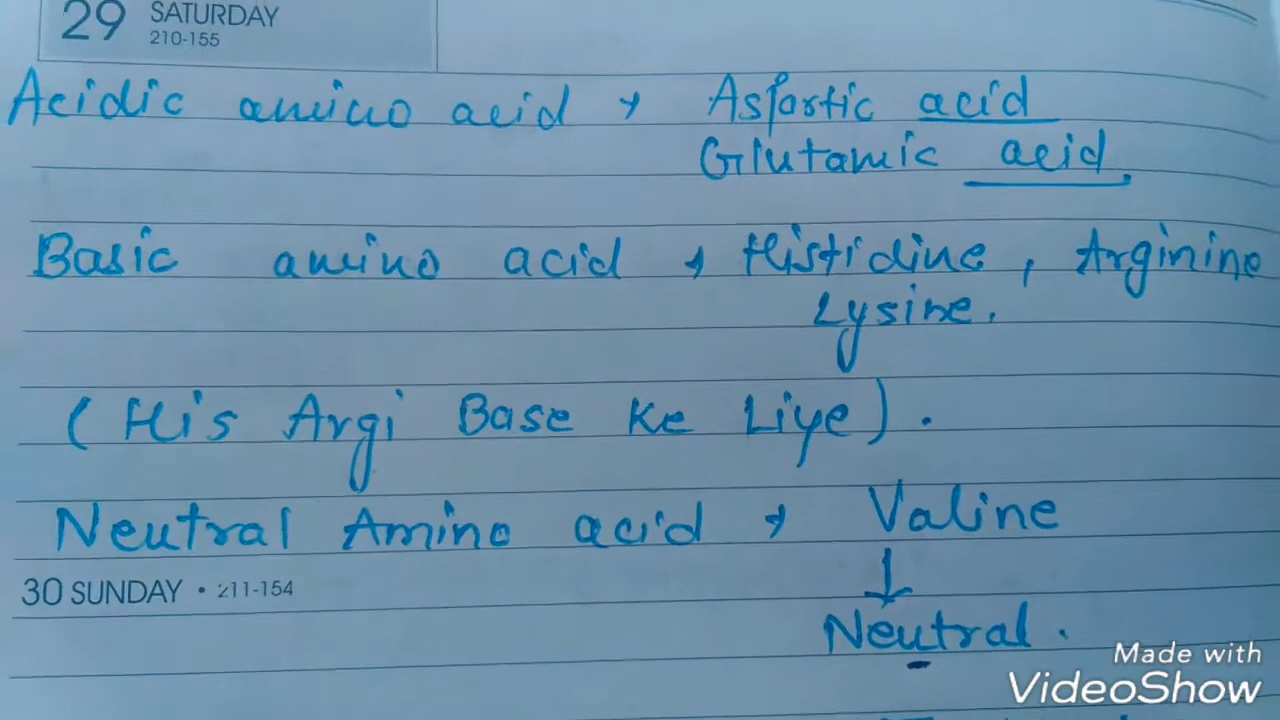 29 SATURDAY
210-155
Acidic amino acid → Aspartic acid
Glutamic acid
Basic amino acid → Histidine, Arginine
Lysine.
(His Argi Base Ke Liye).
Neutral Amino acid → Valine
↓
30 SUNDAY • 211-154
Neutral.
Made with
VideoShow